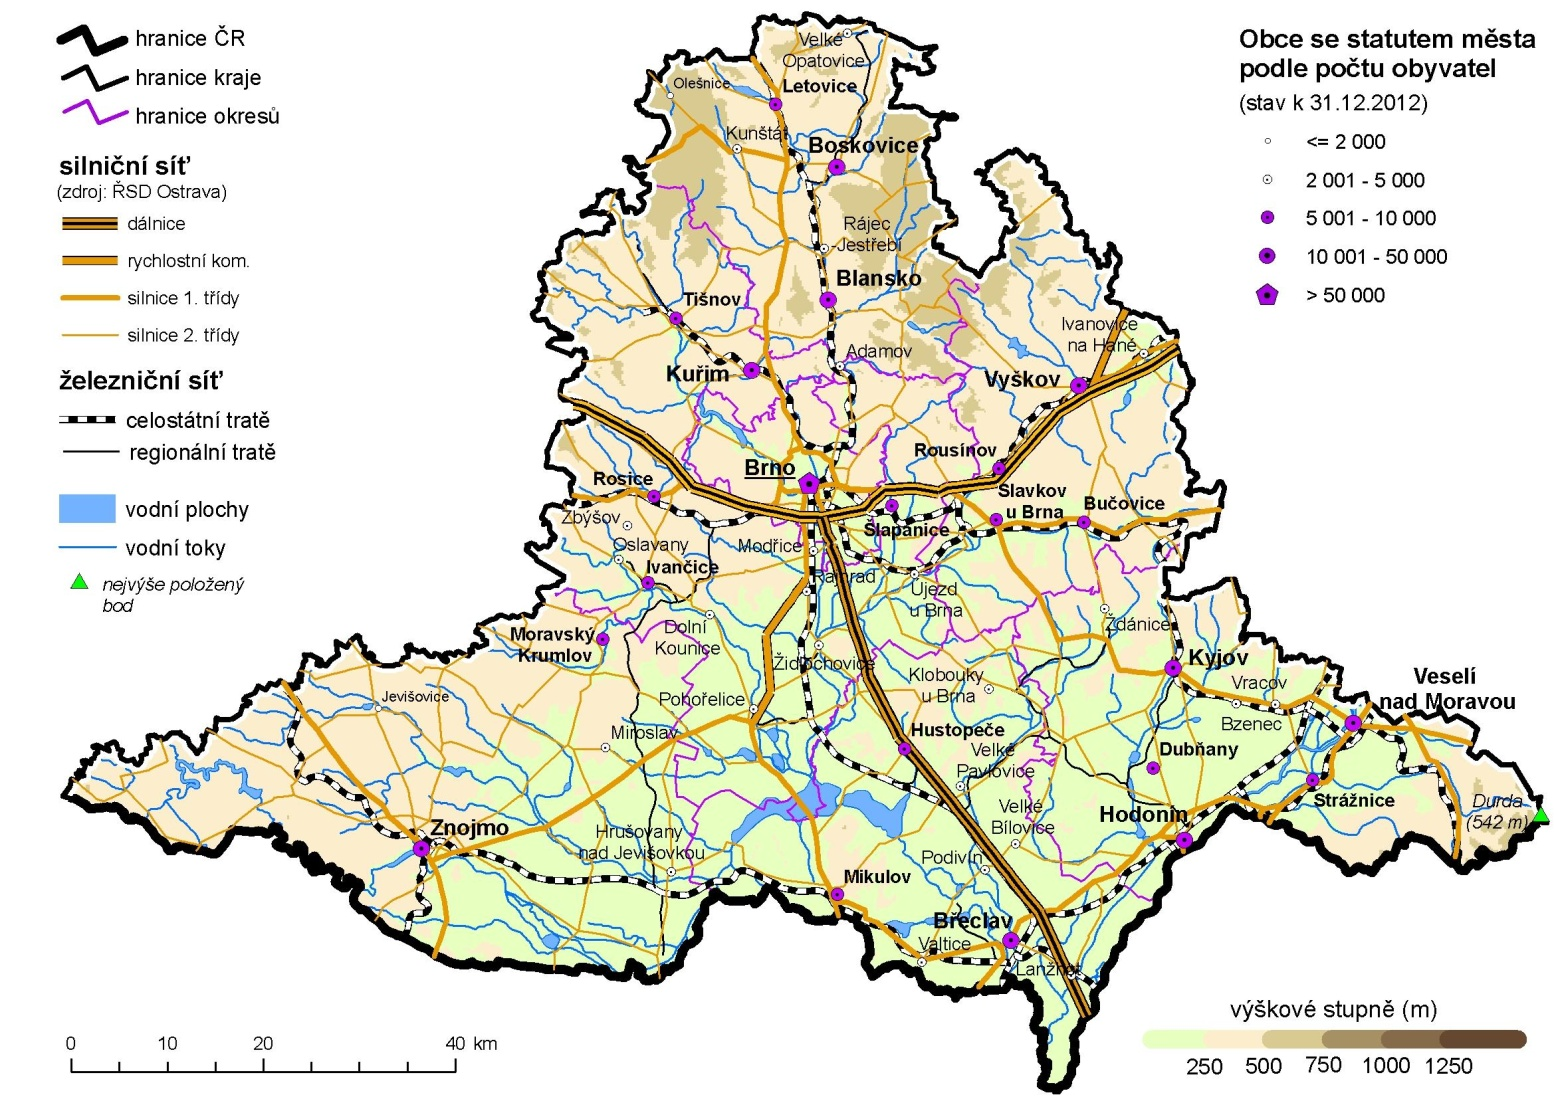 hranice ČR
hranice kraje
hranice okresů
silniční síť
(zdroj: ŘSD Ostrava)
dálnice
rychlostní kom.
silnice 1. třídy
silnice 2. třídy
železniční síť
celostátní tratě
regionální tratě
vodní plochy
vodní toky
nejvýše položený
bod
Obce se statutem města
podle počtu obyvatel
(stav k 31.12.2012)
<= 2 000
2 001 - 5 000
5 001 - 10 000
10 001 - 50 000
> 50 000
Velké
Opatovice
Olešnice
Letovice
Kunštát
Boskovice
Rájec
-Jestřebí
Blansko
Tišnov
Ivanovice
na Hané
Adamov
Kuřim
Vyškov
Rousínov
Brno
Rosice
Slavkov
u Brna
Bučovice
Zbýšov
Šlapanice
Oslavany
Modřice
Ivančice
Rajhrad
Újezd
u Brna
Dolní
Kounice
Ždánice
Moravský
Krumlov
Židlochovice
Kyjov
Klobouky
u Brna
Vracov
Veselí
nad Moravou
Jevišovice
Pohořelice
Bzenec
Miroslav
Hustopeče
Velké
Pavlovice
Dubňany
Strážnice
Durda
(542 m)
Velké
Bílovice
Hodonín
Znojmo
Hrušovany
nad Jevišovkou
Podivín
Mikulov
Břeclav
Valtice
Lanžhot
výškové stupně (m)
250 500 750 1000 1250
0 10 20 40 km